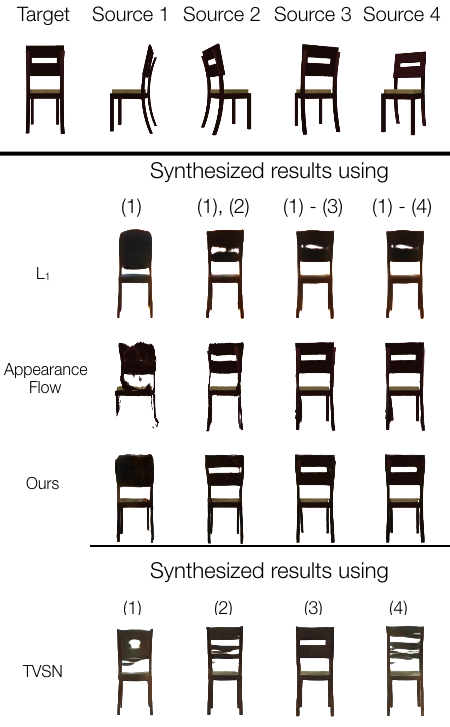 Target Source 1 Source 2 Source 3 Source 4
Synthesized results using
(1) (1), (2) (1) - (3) (1) - (4)
L₁
Appearance
Flow
Ours
Synthesized results using
(1) (2) (3) (4)
TVSN